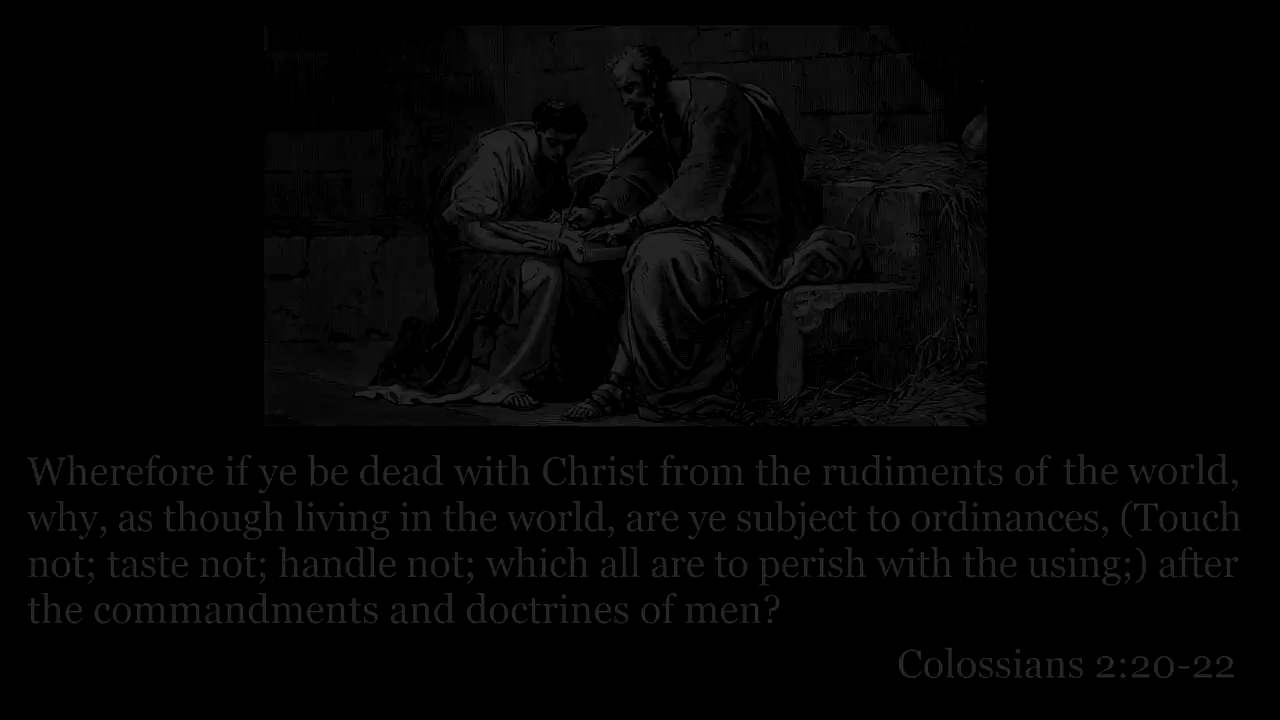 Wherefore if ye be dead with Christ from the rudiments of the world,
why, as though living in the world, are ye subject to ordinances, (Touch
not; taste not; handle not; which all are to perish with the using;) after
the commandments and doctrines of men?
Colossians 2:20-22